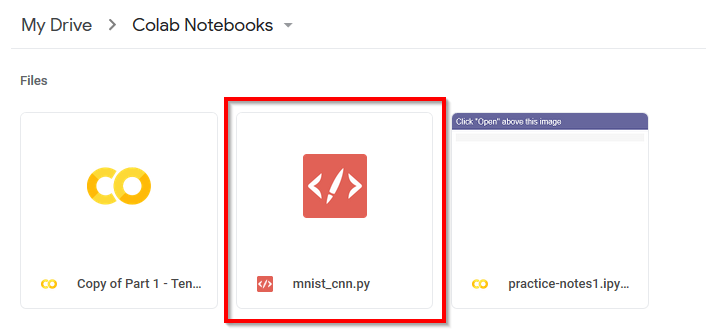 My Drive > Colab Notebooks
Files
Click "Open" above this image
Copy of Part 1 - Ten...
mnist_cnn.py
practice-notes1.ipy...